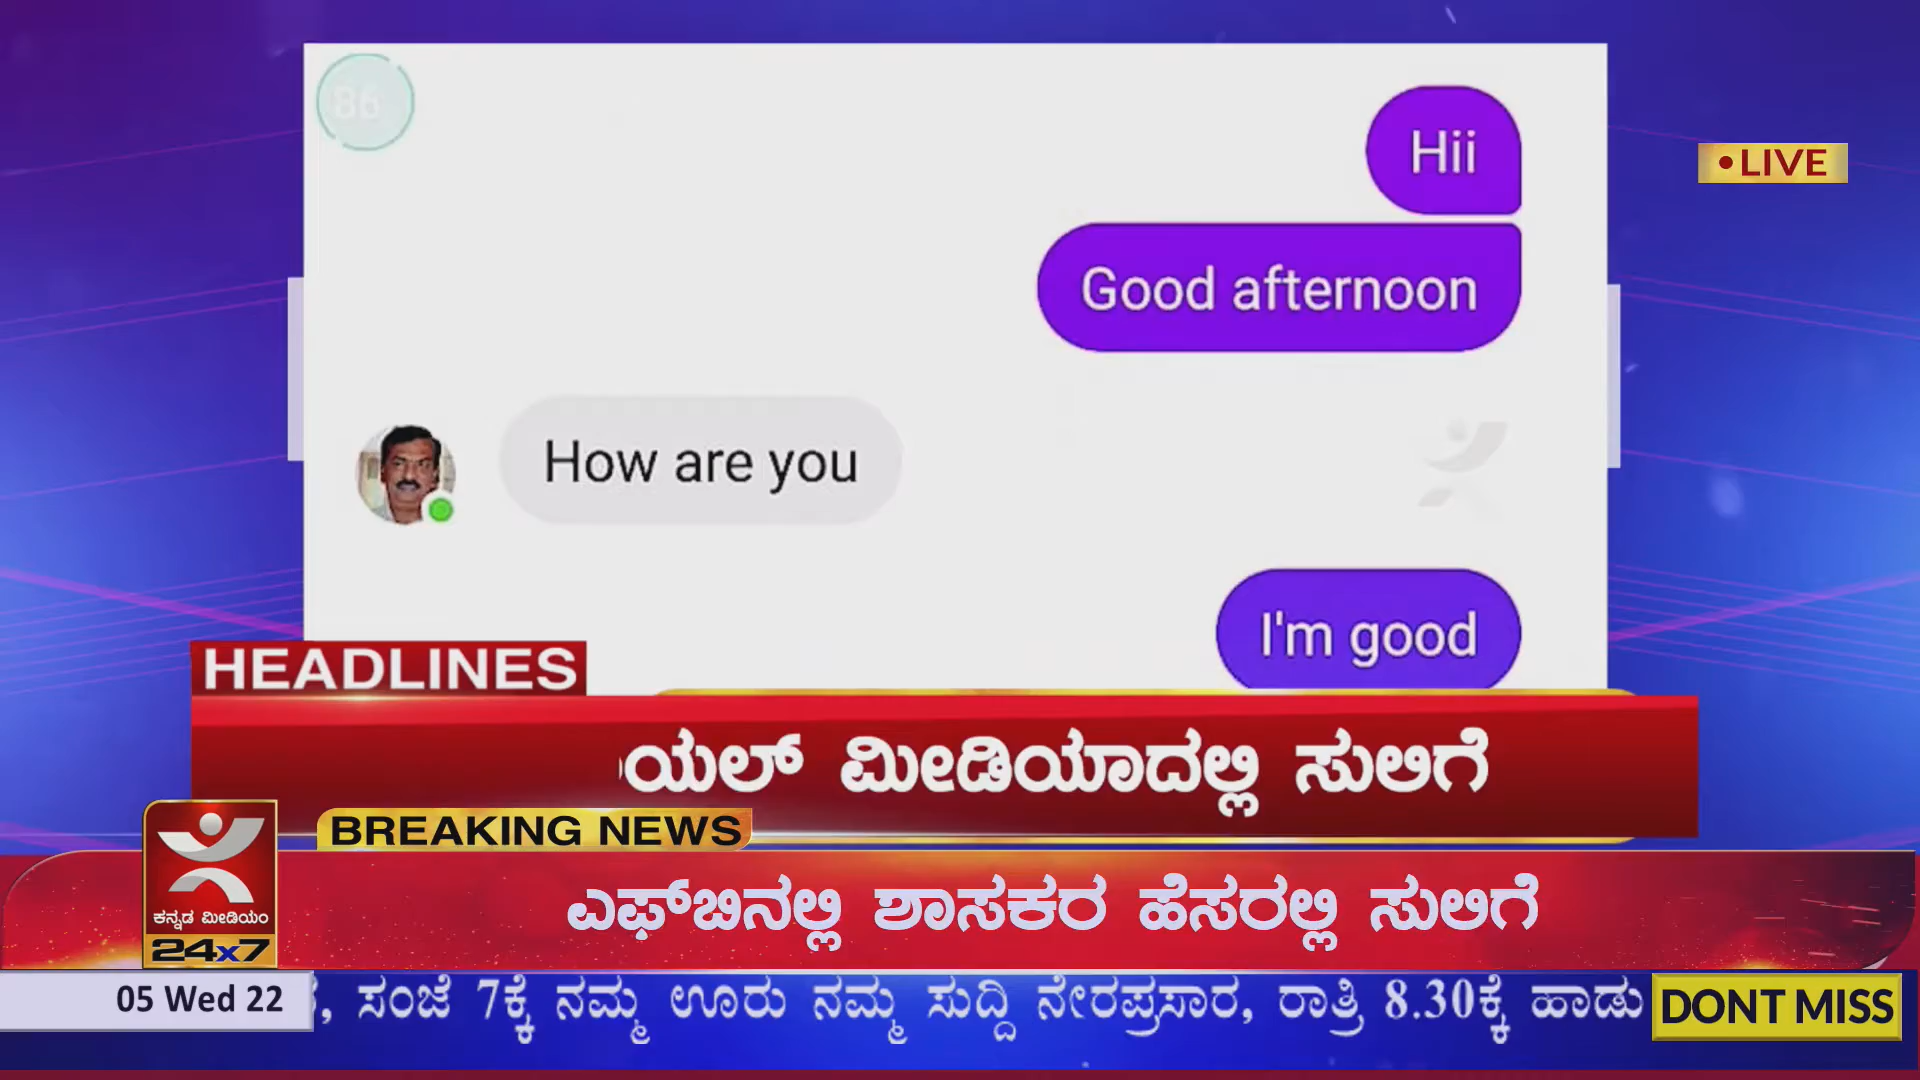 86
Hii
• LIVE
Good afternoon
How are you
I'm good
HEADLINES
ಯಲ್ ಮೀಡಿಯಾದಲ್ಲಿ ಸುಲಿಗೆ
BREAKING NEWS
ಎಫ್‌ಬಿನಲ್ಲಿ ಶಾಸಕರ ಹೆಸರಲ್ಲಿ ಸುಲಿಗೆ
ಕನ್ನಡ ಮೀಡಿಯಂ
24x7
05 Wed 22
, ಸಂಜೆ 7ಕ್ಕೆ ನಮ್ಮ ಊರು ನಮ್ಮ ಸುದ್ದಿ ನೇರಪ್ರಸಾರ, ರಾತ್ರಿ 8.30ಕ್ಕೆ ಹಾಡು
DONT MISS